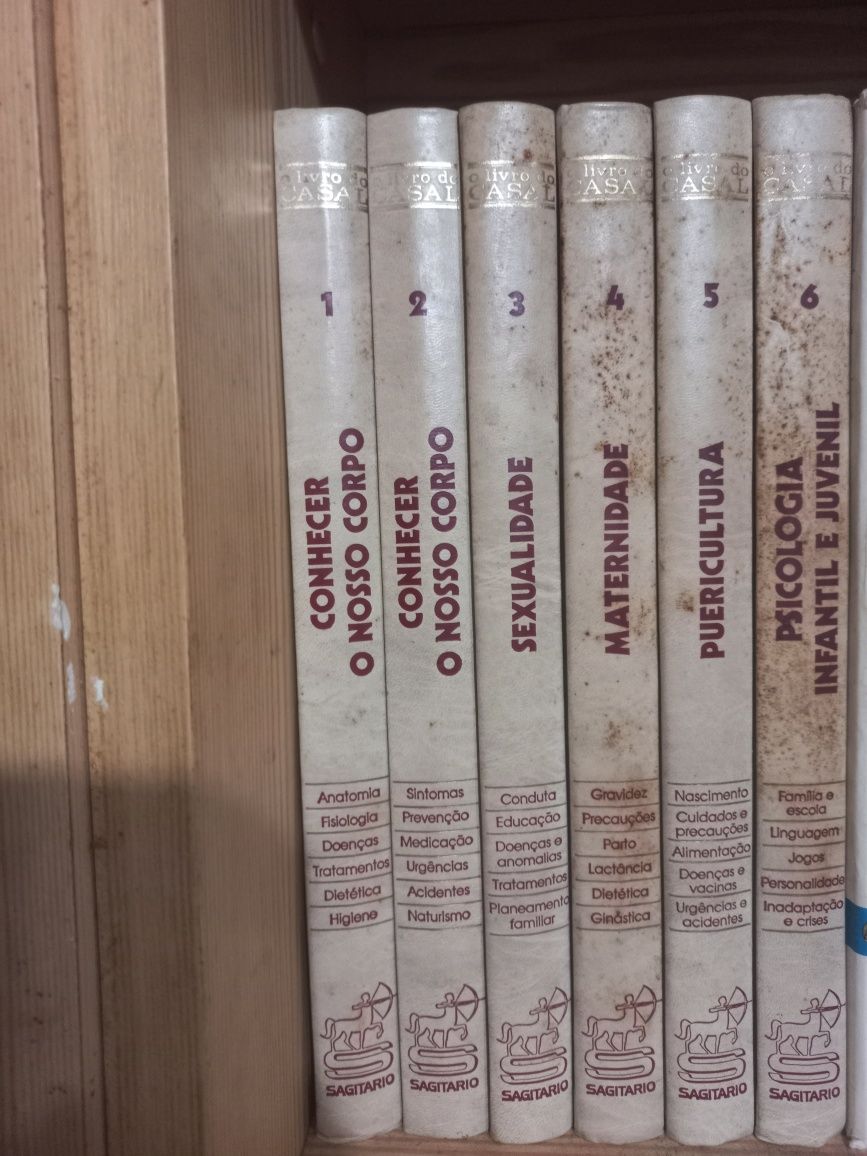 o livro do
CASAL
1
CONHECER
O NOSSO CORPO
Anatomia
Fisiologia
Doenças
Tratamentos
Dietética
Higiene
SAGITARIO
o livro do
CASAL
2
CONHECER
O NOSSO CORPO
Sintomas
Prevenção
Medicação
Urgências
Acidentes
Naturismo
SAGITARIO
o livro do
CASAL
3
SEXUALIDADE
Conduta
Educação
Doenças e
anomalias
Tratamentos
Planeamento
familiar
SAGITARIO
o livro do
CASAL
4
MATERNIDADE
Gravidez
Precauções
Parto
Lactância
Dietética
Ginástica
SAGITARIO
o livro do
CASAL
5
PUERICULTURA
Nascimento
Cuidados e
precauções
Alimentação
Doenças e
vacinas
Urgências e
acidentes
SAGITARIO
o livro do
CASAL
6
PSICOLOGIA
INFANTIL E JUVENIL
Família e
escola
Linguagem
Jogos
Personalidade
Inadaptação
e crises
SAGITARIO